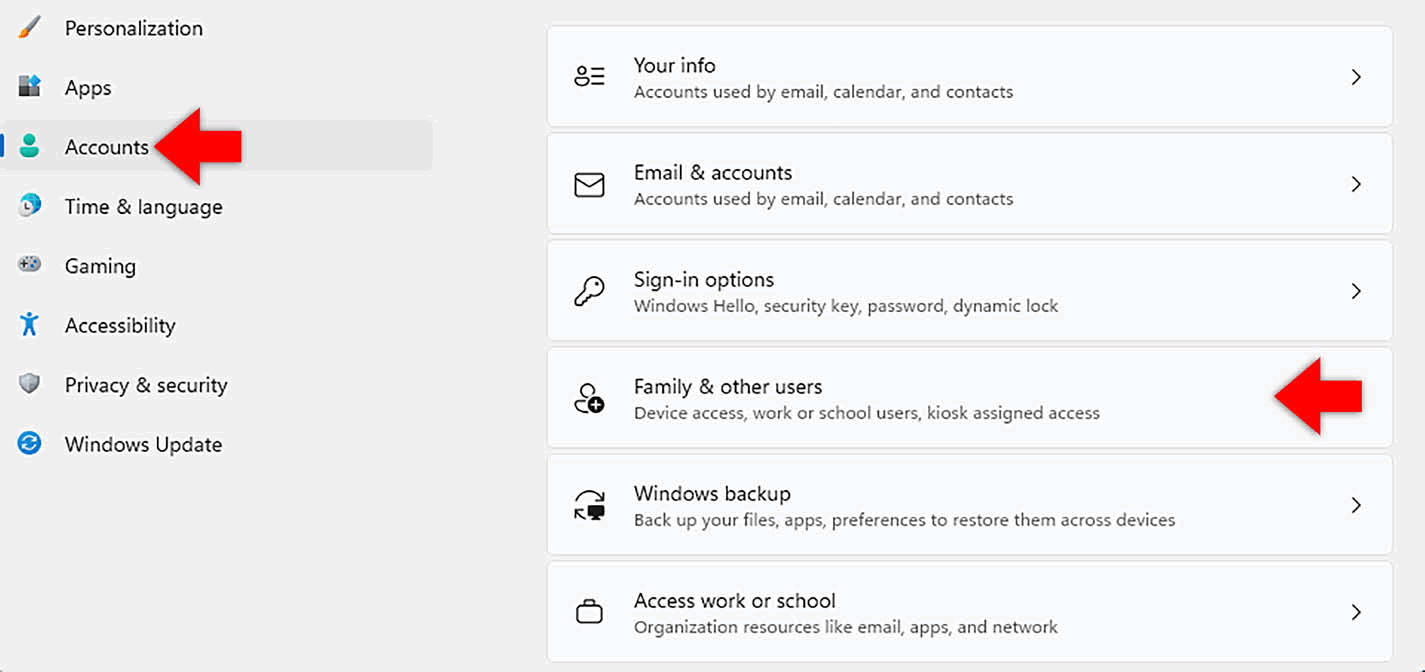 Personalization
Apps
Accounts
Time & language
Gaming
Accessibility
Privacy & security
Windows Update
Your info
Accounts used by email, calendar, and contacts
Email & accounts
Accounts used by email, calendar, and contacts
Sign-in options
Windows Hello, security key, password, dynamic lock
Family & other users
Device access, work or school users, kiosk assigned access
Windows backup
Back up your files, apps, preferences to restore them across devices
Access work or school
Organization resources like email, apps, and network